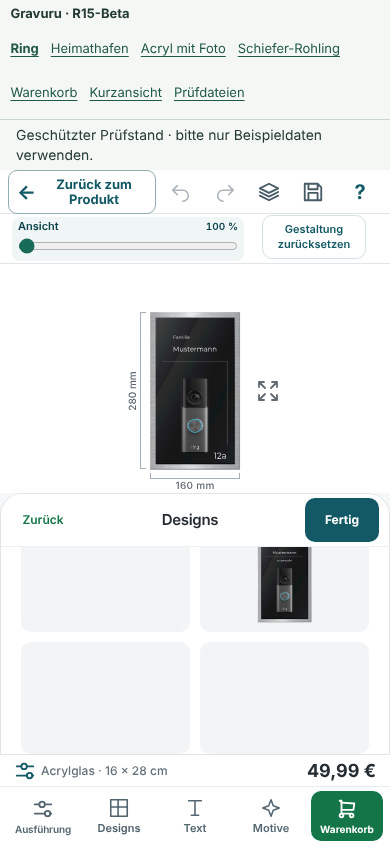 Gravuru · R15-Beta
Ring Heimathafen Acryl mit Foto Schiefer-Rohling
Warenkorb Kurzansicht Prüfdateien
Geschützter Prüfstand · bitte nur Beispieldaten
verwenden.
Zurück zum
Produkt
?
Ansicht 100 %
Gestaltung
zurücksetzen
Familie
Mustermann
280 mm
ring
12a
160 mm
Zurück Designs Fertig
Mustermann
Acrylglas · 16 × 28 cm 49,99 €
Ausführung Designs Text Motive Warenkorb